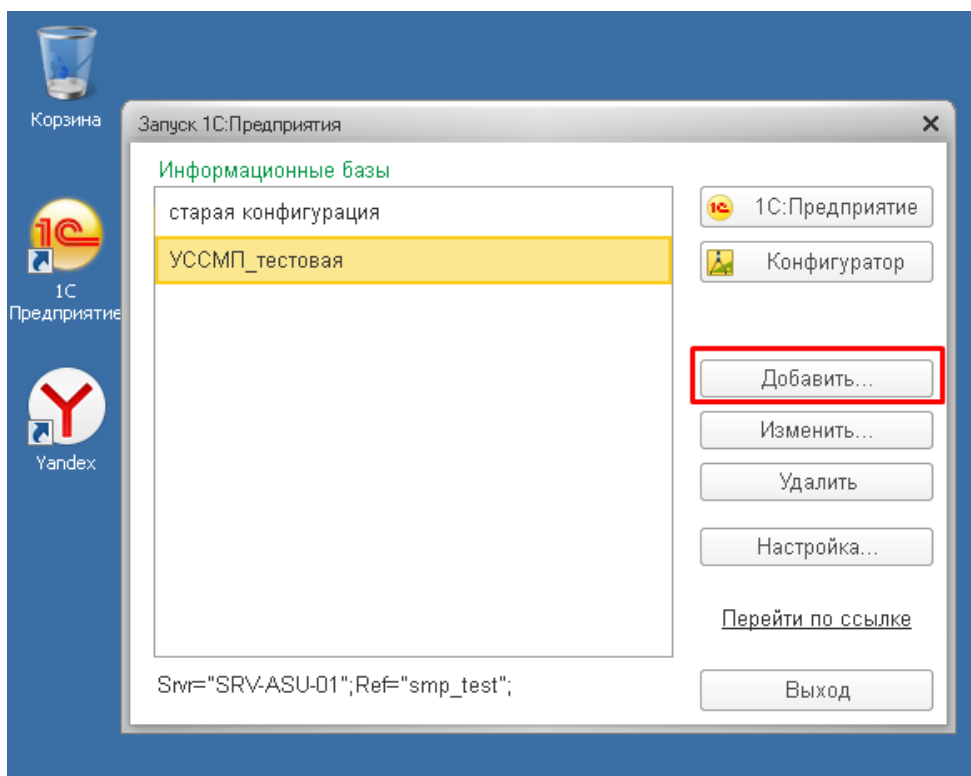 Корзина
Запуск 1С:Предприятия
Информационные базы
старая конфигурация
УССМП_тестовая
1С:Предприятие
Конфигуратор
1С
Предприятие
Добавить...
Изменить...
Yandex
Удалить
Настройка...
Перейти по ссылке
Srvr="SRV-ASU-01";Ref="smp_test";
Выход